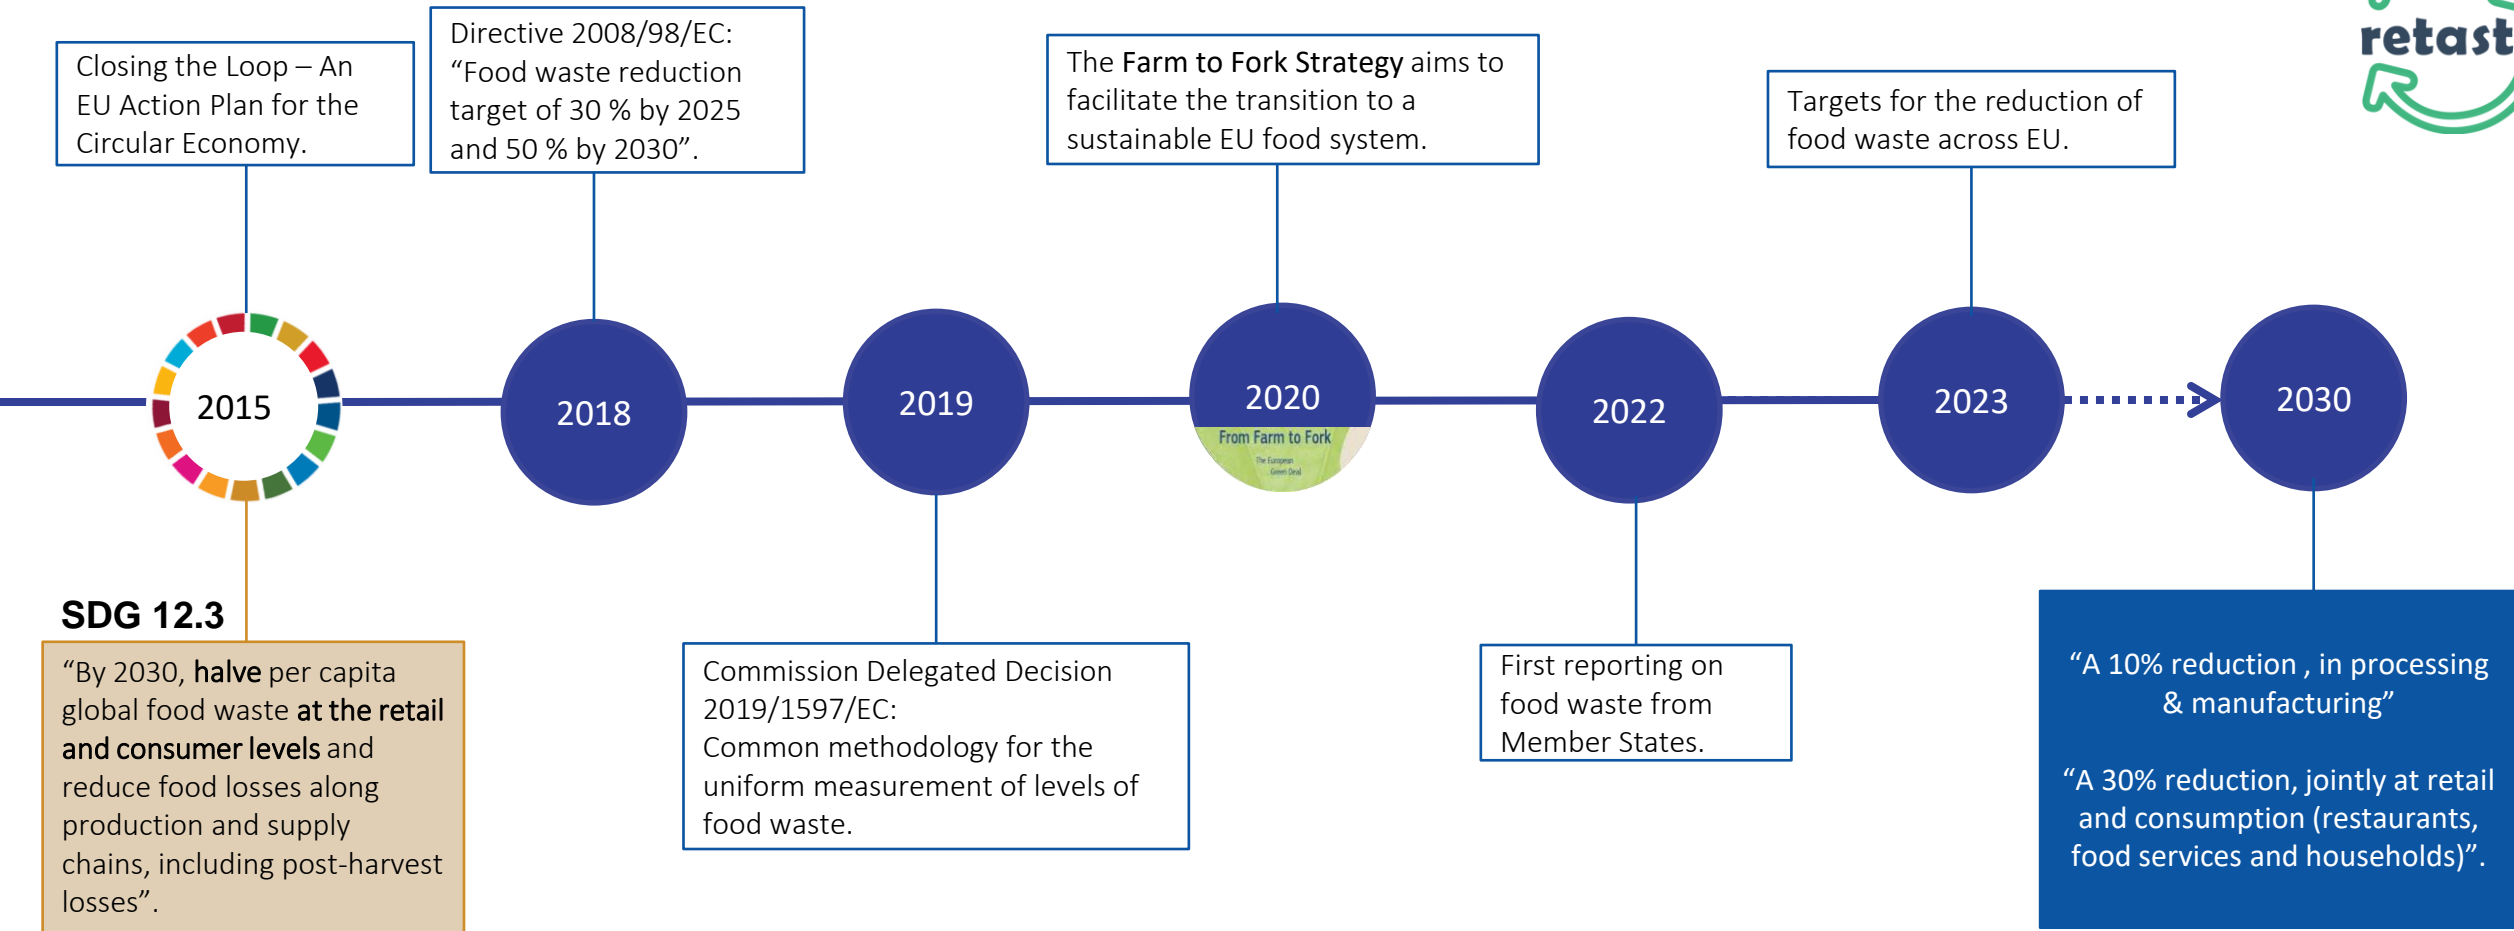 Closing the Loop – An
EU Action Plan for the
Circular Economy.
Directive 2008/98/EC:
“Food waste reduction
target of 30 % by 2025
and 50 % by 2030”.
The Farm to Fork Strategy aims to
facilitate the transition to a
sustainable EU food system.
Targets for the reduction of
food waste across EU.
retast
2015
2018
2019
2020
From Farm to Fork
The European
Green Deal
2022
2023
2030
SDG 12.3
“By 2030, halve per capita
global food waste at the retail
and consumer levels and
reduce food losses along
production and supply
chains, including post-harvest
losses”.
Commission Delegated Decision
2019/1597/EC:
Common methodology for the
uniform measurement of levels of
food waste.
First reporting on
food waste from
Member States.
“A 10% reduction , in processing
& manufacturing”
“A 30% reduction, jointly at retail
and consumption (restaurants,
food services and households)”.